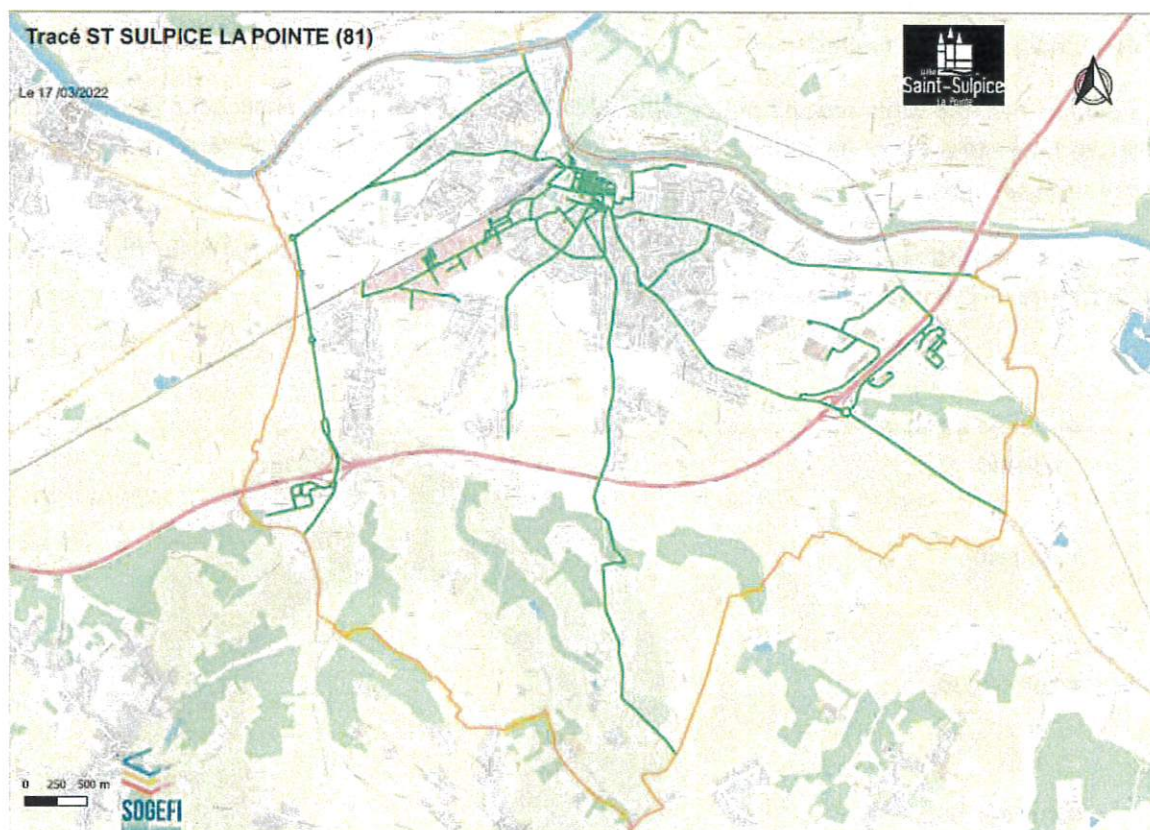 Tracé ST SULPICE LA POINTE (81)
Le 17 /03/2022
Saint-Sulpice
La Pointe
0 250 500 m
SOGEFI